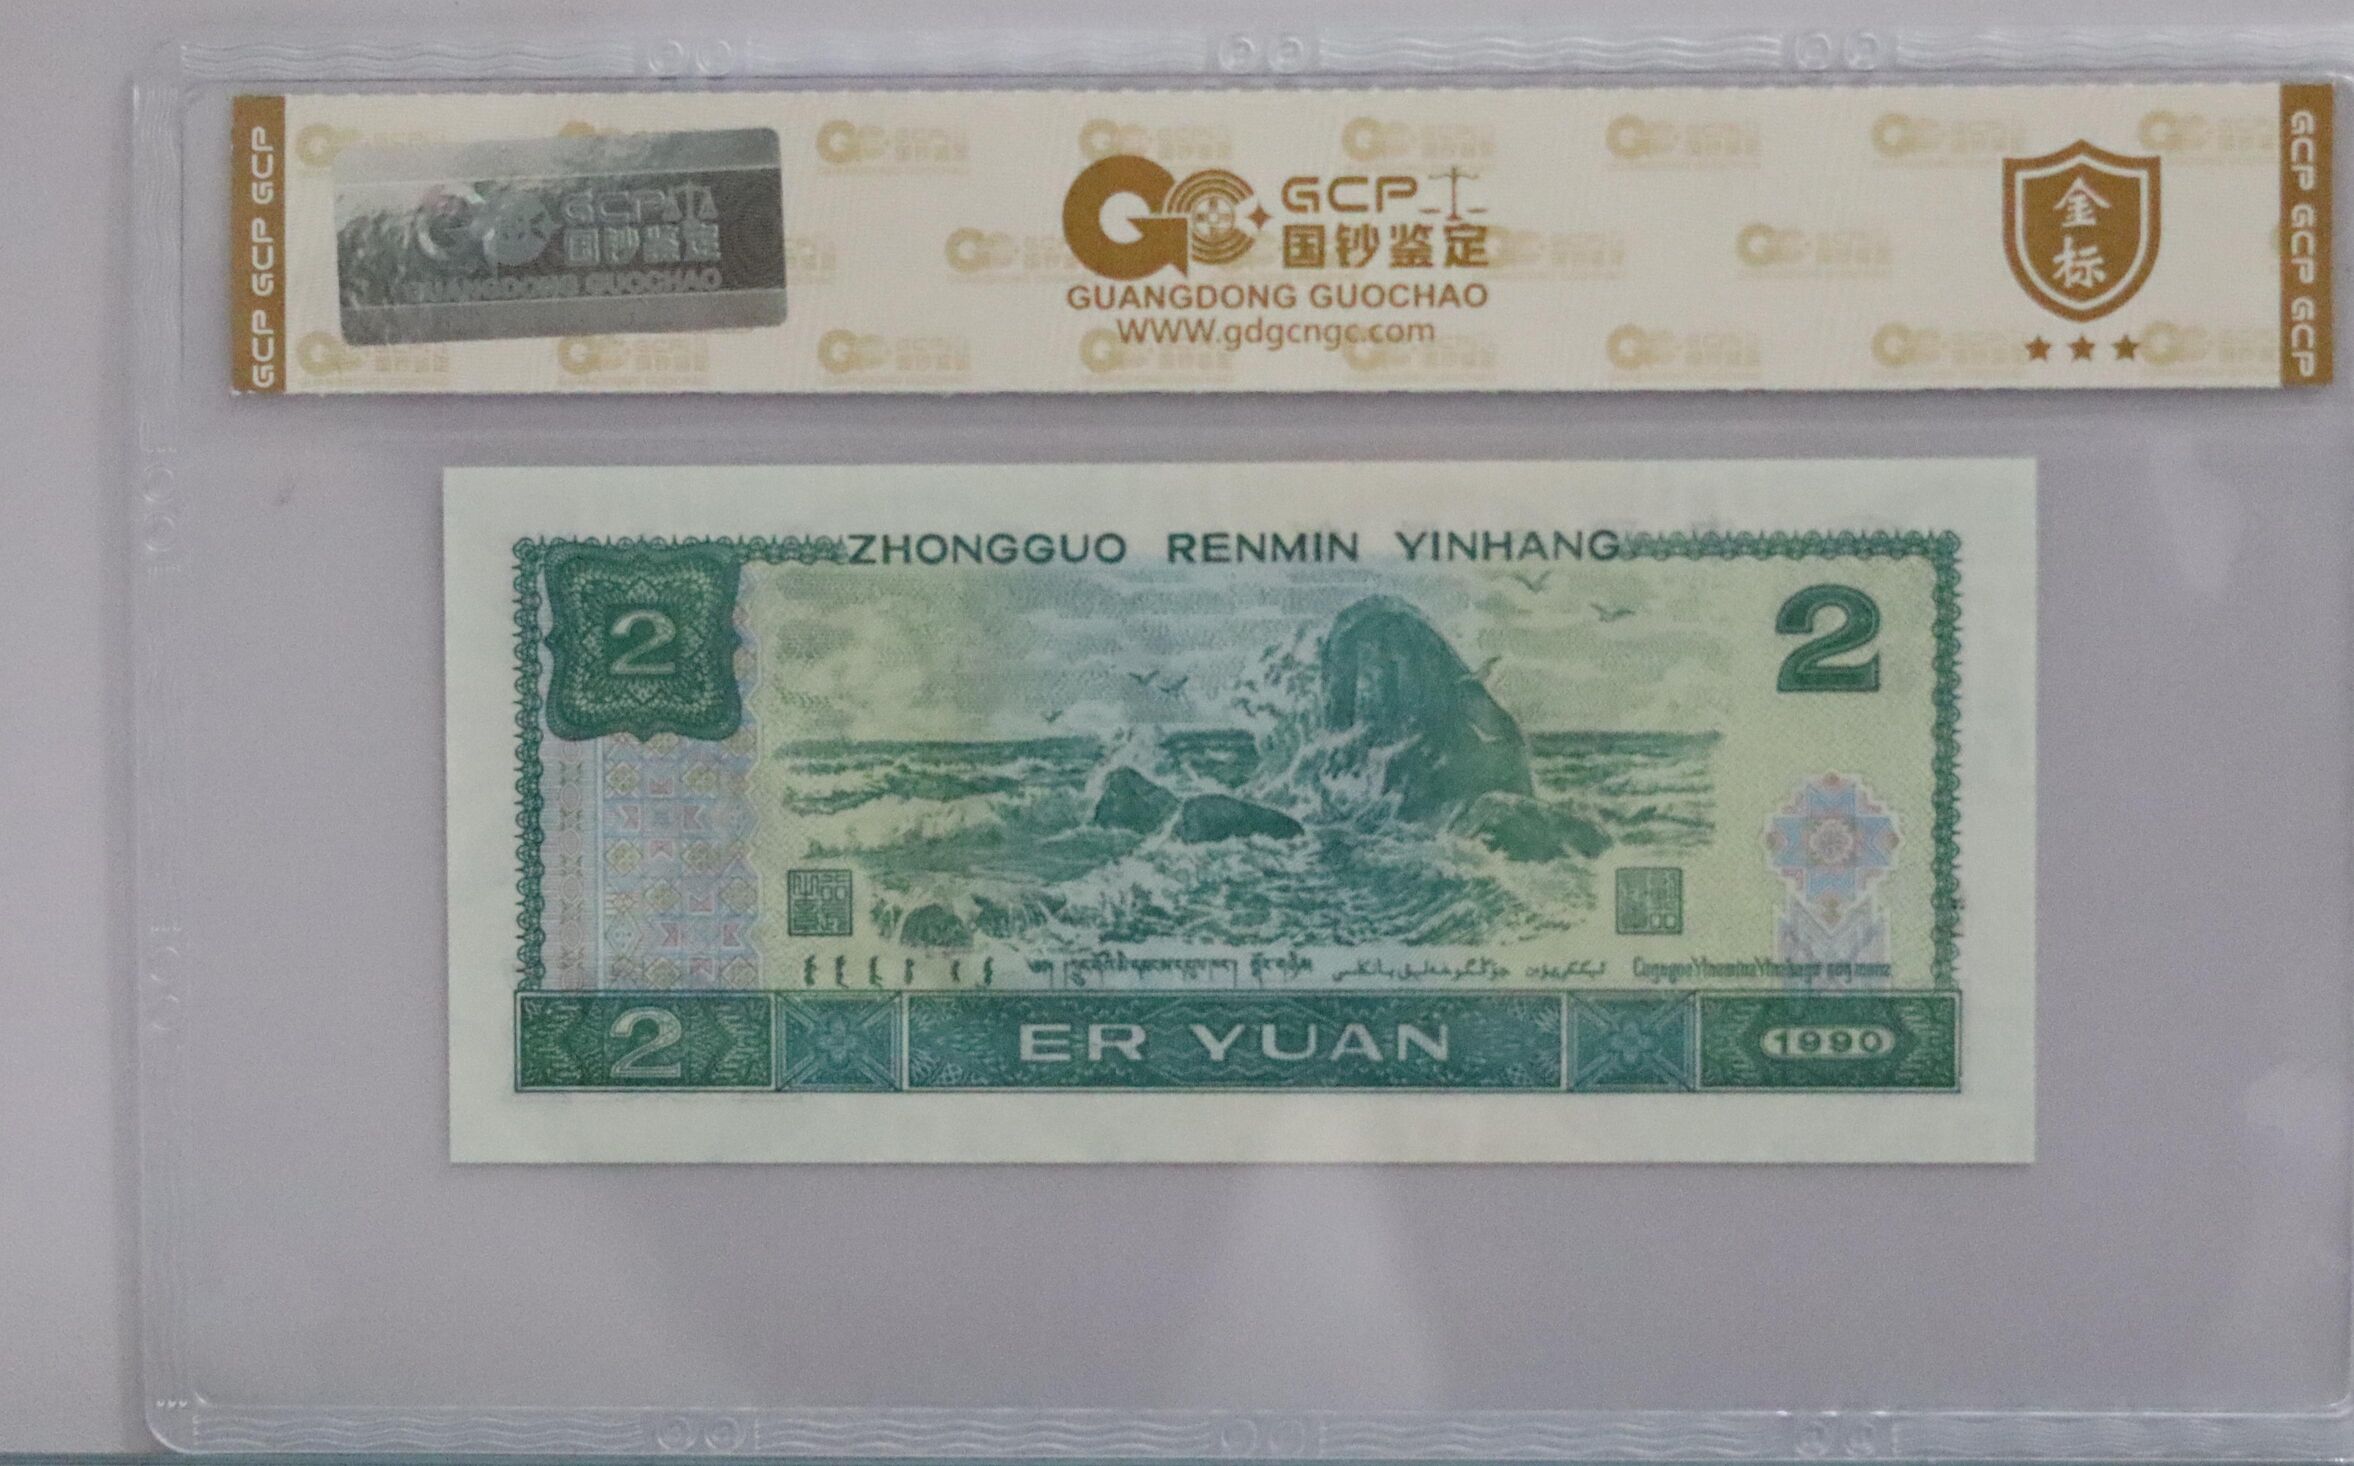 GCP GCP GCP
GCP
国钞鉴定
GUANGDONG GUOCHAO
GCP
国钞鉴定
GUANGDONG GUOCHAO
WWW.gdgcngc.com
金标
GCP GCP GCP
ZHONGGUO RENMIN YINHANG
2
2
2
ER YUAN
1990